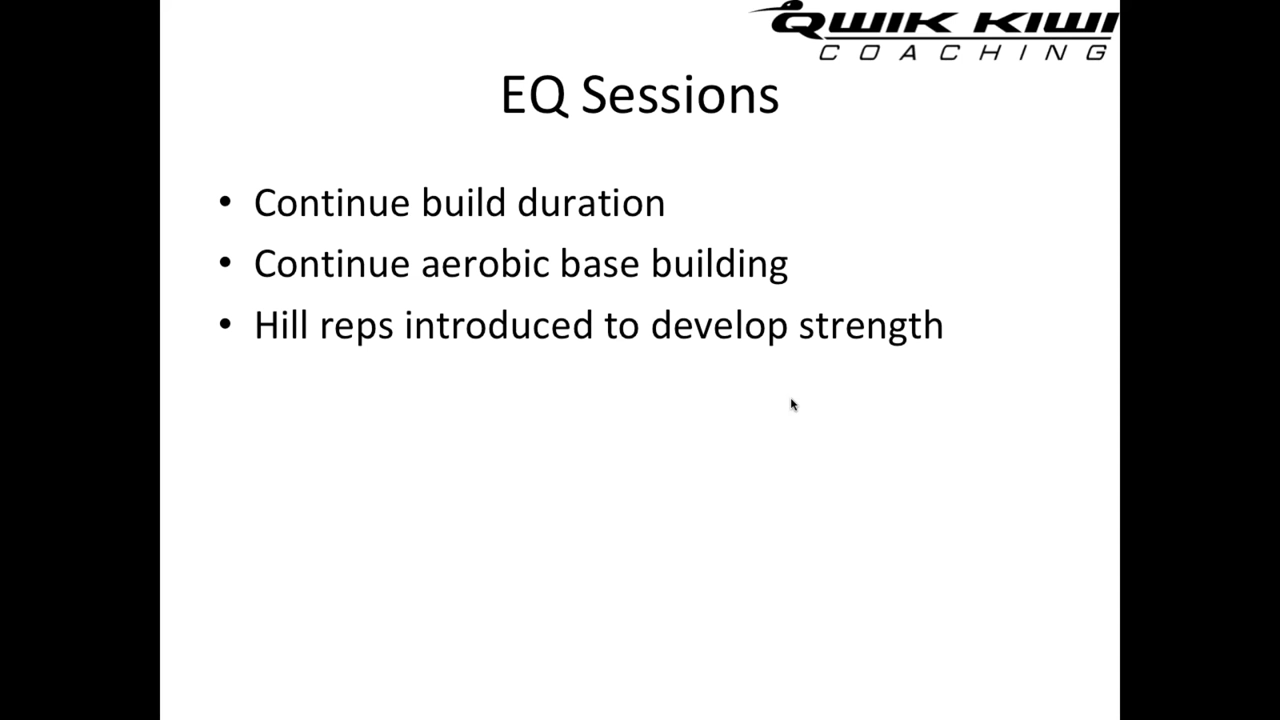 QWIK KIWI
COACHING
EQ Sessions
• Continue build duration
• Continue aerobic base building
• Hill reps introduced to develop strength